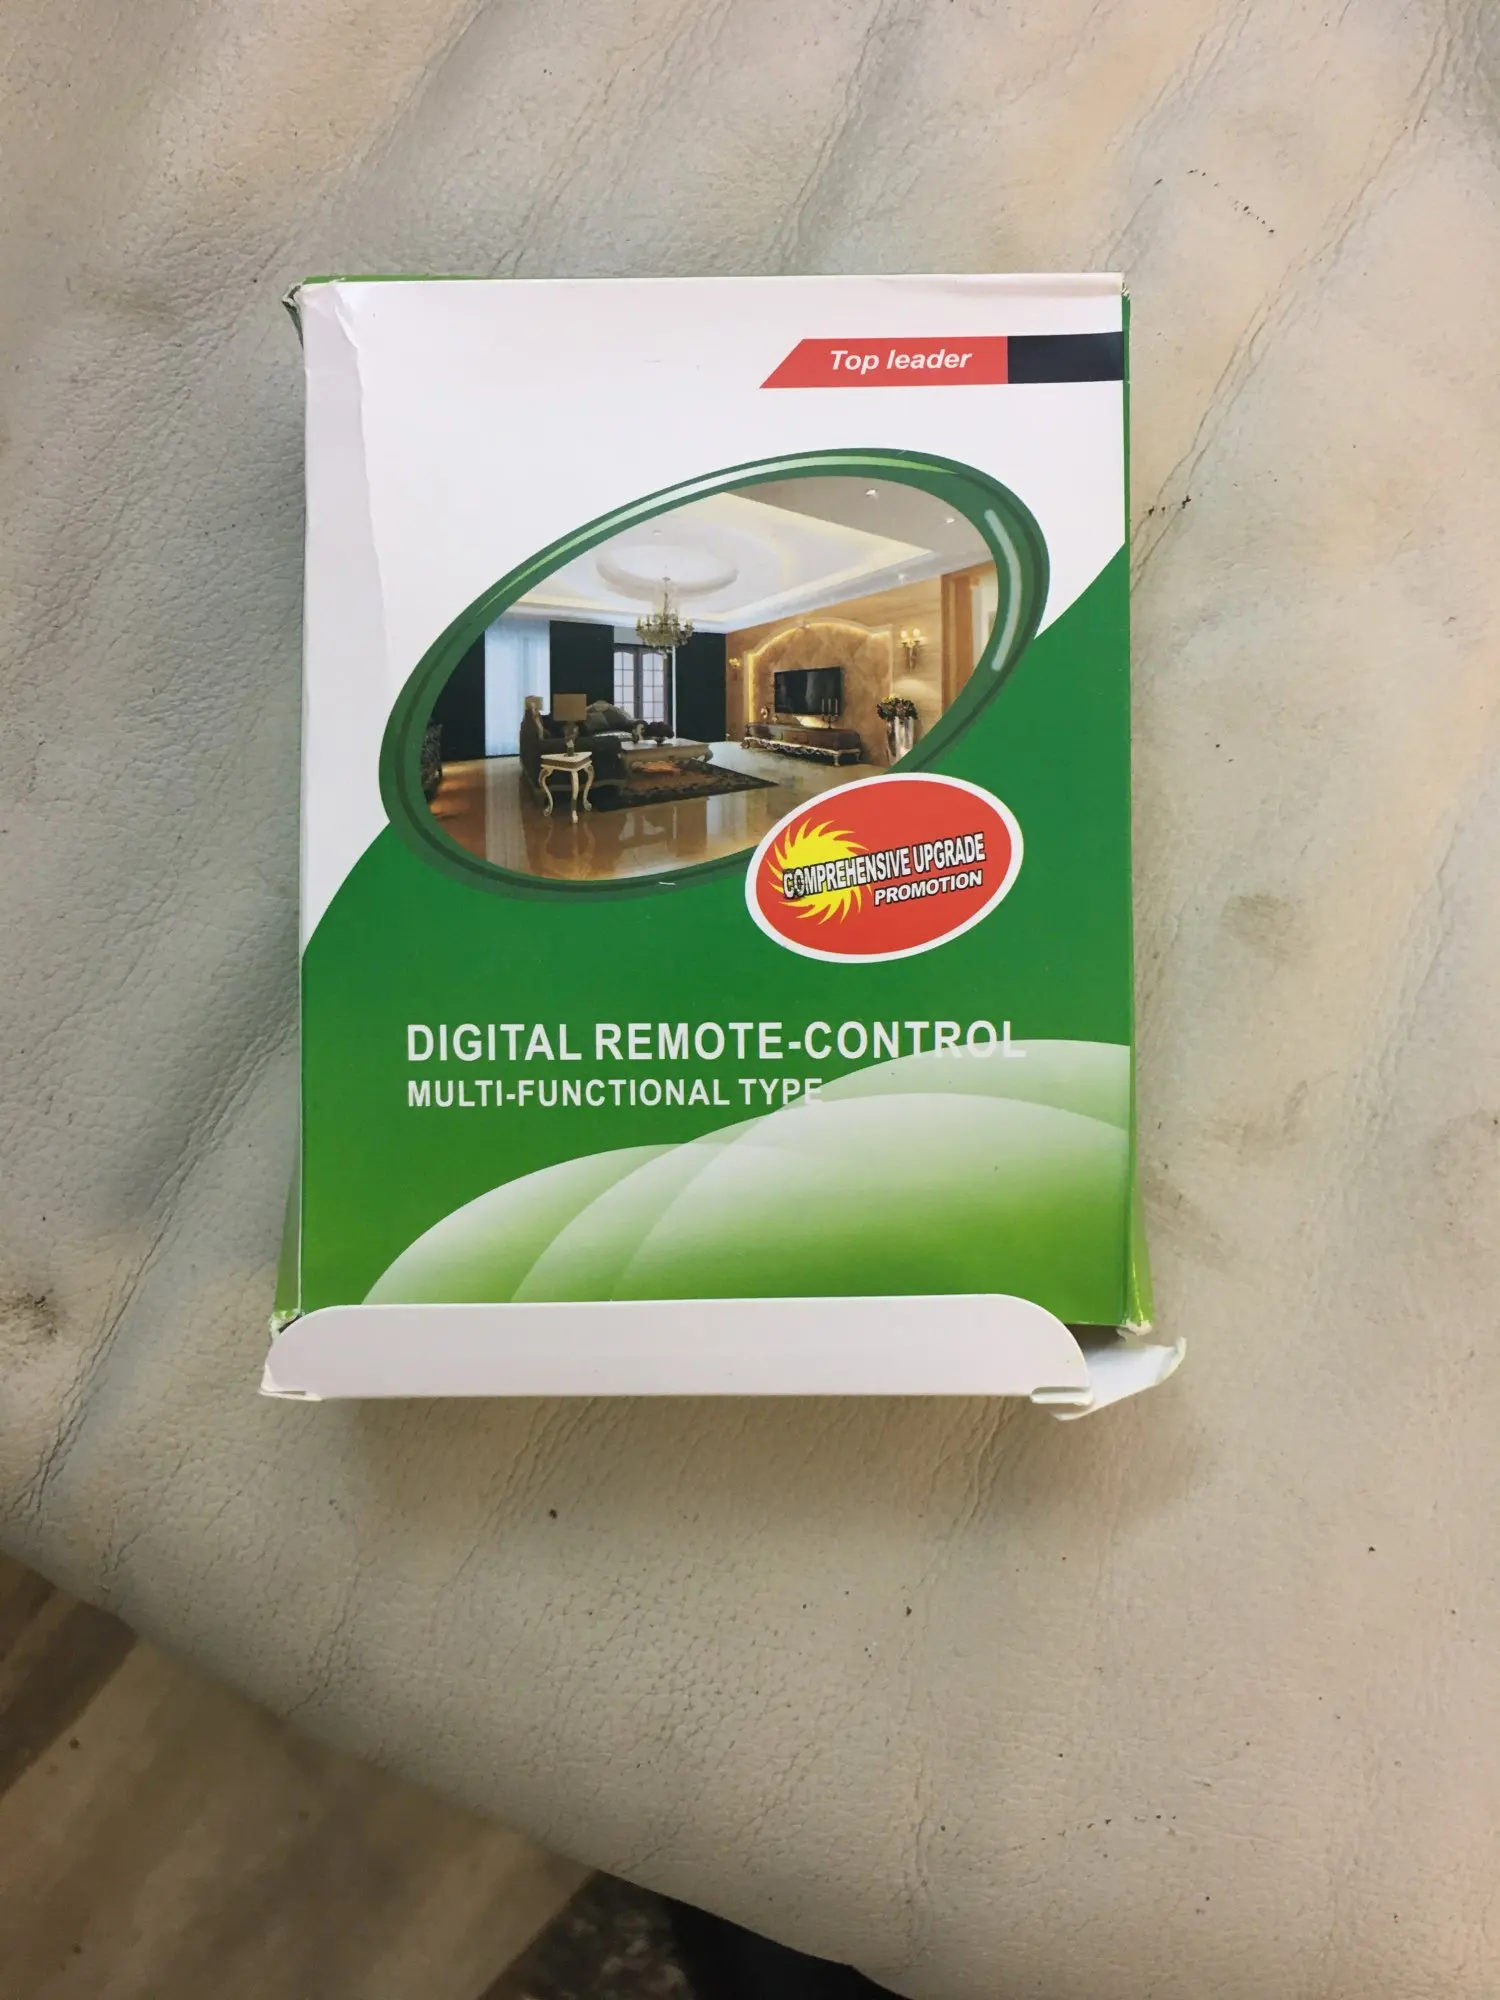 Top leader
COMPREHENSIVE UPGRADE
PROMOTION
DIGITAL REMOTE-CONTROL
MULTI-FUNCTIONAL TYPE